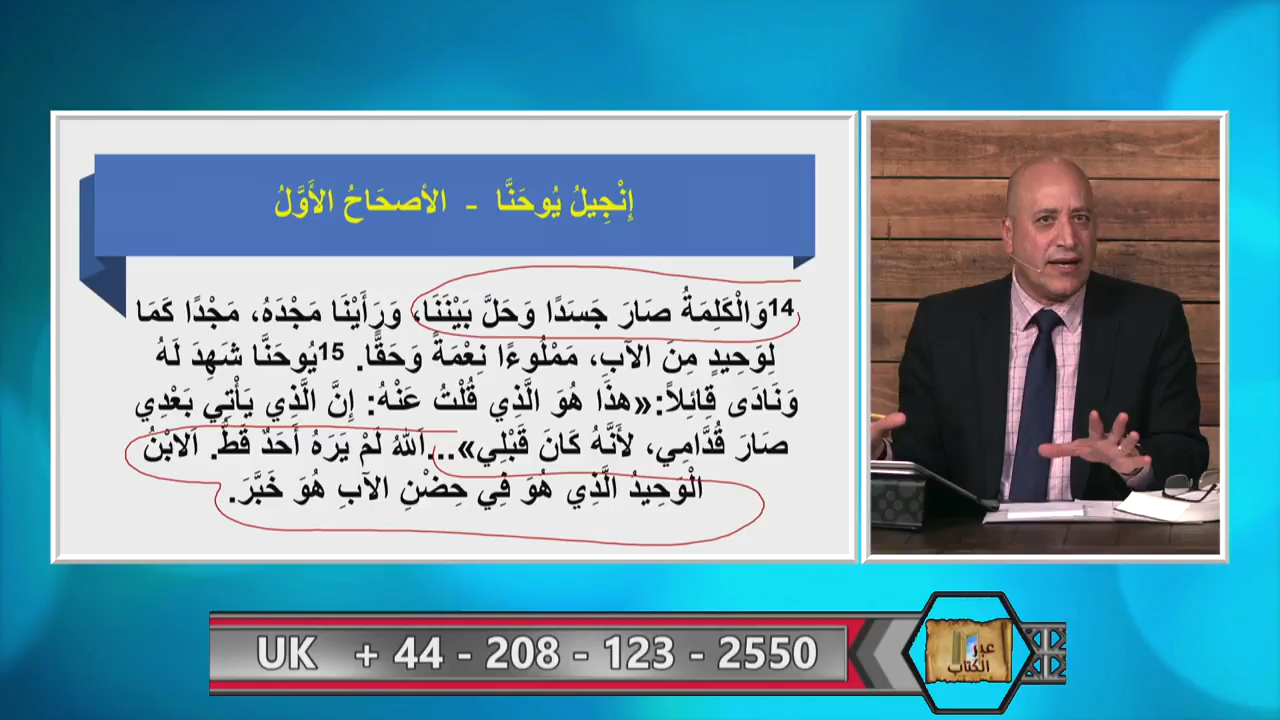 إِنْجِيلُ يُوحَنَّا - الأصحَاحُ الأَوَّلُ
14وَالْكَلِمَةُ صَارَ جَسَدًا وَحَلَّ بَيْنَنَا، وَرَأَيْنَا مَجْدَهُ، مَجْدًا كَمَا
لِوَحِيدٍ مِنَ الآبِ، مَمْلُوءًا نِعْمَةً وَحَقًّا. 15يُوحَنَّا شَهِدَ لَهُ
وَنَادَى قِائِلاً:«هذَا هُوَ الَّذِي قُلْتُ عَنْهُ: إِنَّ الَّذِي يَأْتِي بَعْدِي
صَارَ قُدَّامِي، لأَنَّهُ كَانَ قَبْلِي»...اَللهُ لَمْ يَرَهُ أَحَدٌ قَطُّ. اَلابْنُ
الْوَحِيدُ الَّذِي هُوَ فِي حِضْنِ الآبِ هُوَ خَبَّرَ.
UK + 44 - 208 - 123 - 2550
عبر
الكتاب